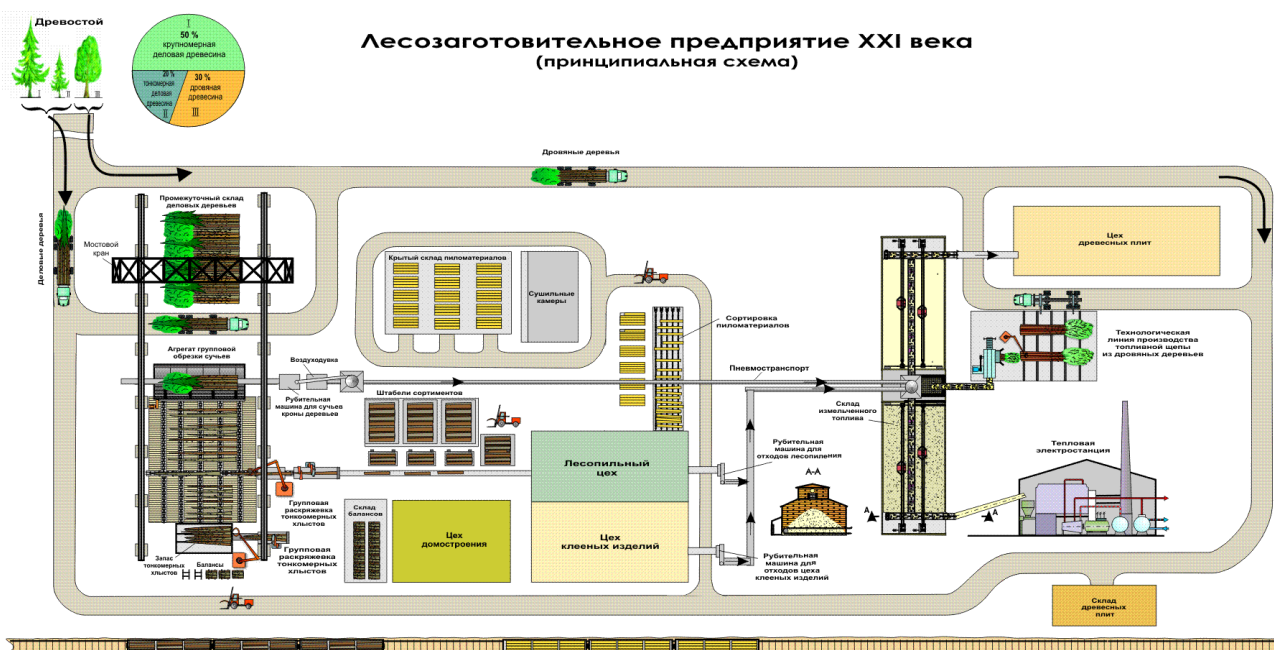 Древостой
I
50 %
крупномерная
деловая древесина
20 %
тонкомерная
деловая
древесина
II
30 %
дровяная
древесина
III
Лесозаготовительное предприятие XXI века
(принципиальная схема)
I
II
III
Дровяные деревья
Деловые деревья
Промежуточный склад
деловых деревьев
Мостовой
кран
Агрегат групповой
обрезки сучьев
Воздуходувка
Рубительная
машина для сучьев
кроны деревьев
Крытый склад пиломатериалов
Сушильные
камеры
Сортировка
пиломатериалов
Пневмотранспорт
Штабели сортиментов
Цех
древесных плит
Технологическая
линия производства
топливной щепы
из дровяных деревьев
Склад
измельченного
топлива
Рубительная
машина для
отходов лесопиления
Лесопильный
цех
А-А
Тепловая
электростанция
А
А
Групповая
раскряжевка
тонкоомерных
хлыстов
Склад
балансов
Цех
домостроения
Цех
клееных изделий
Групповая
раскряжевка
тонкомерных
хлыстов
Запас
тонкомерных
хлыстов
Балансы
Рубительная
машина для
отходов цеха
клееных изделий
Склад
древесных
плит